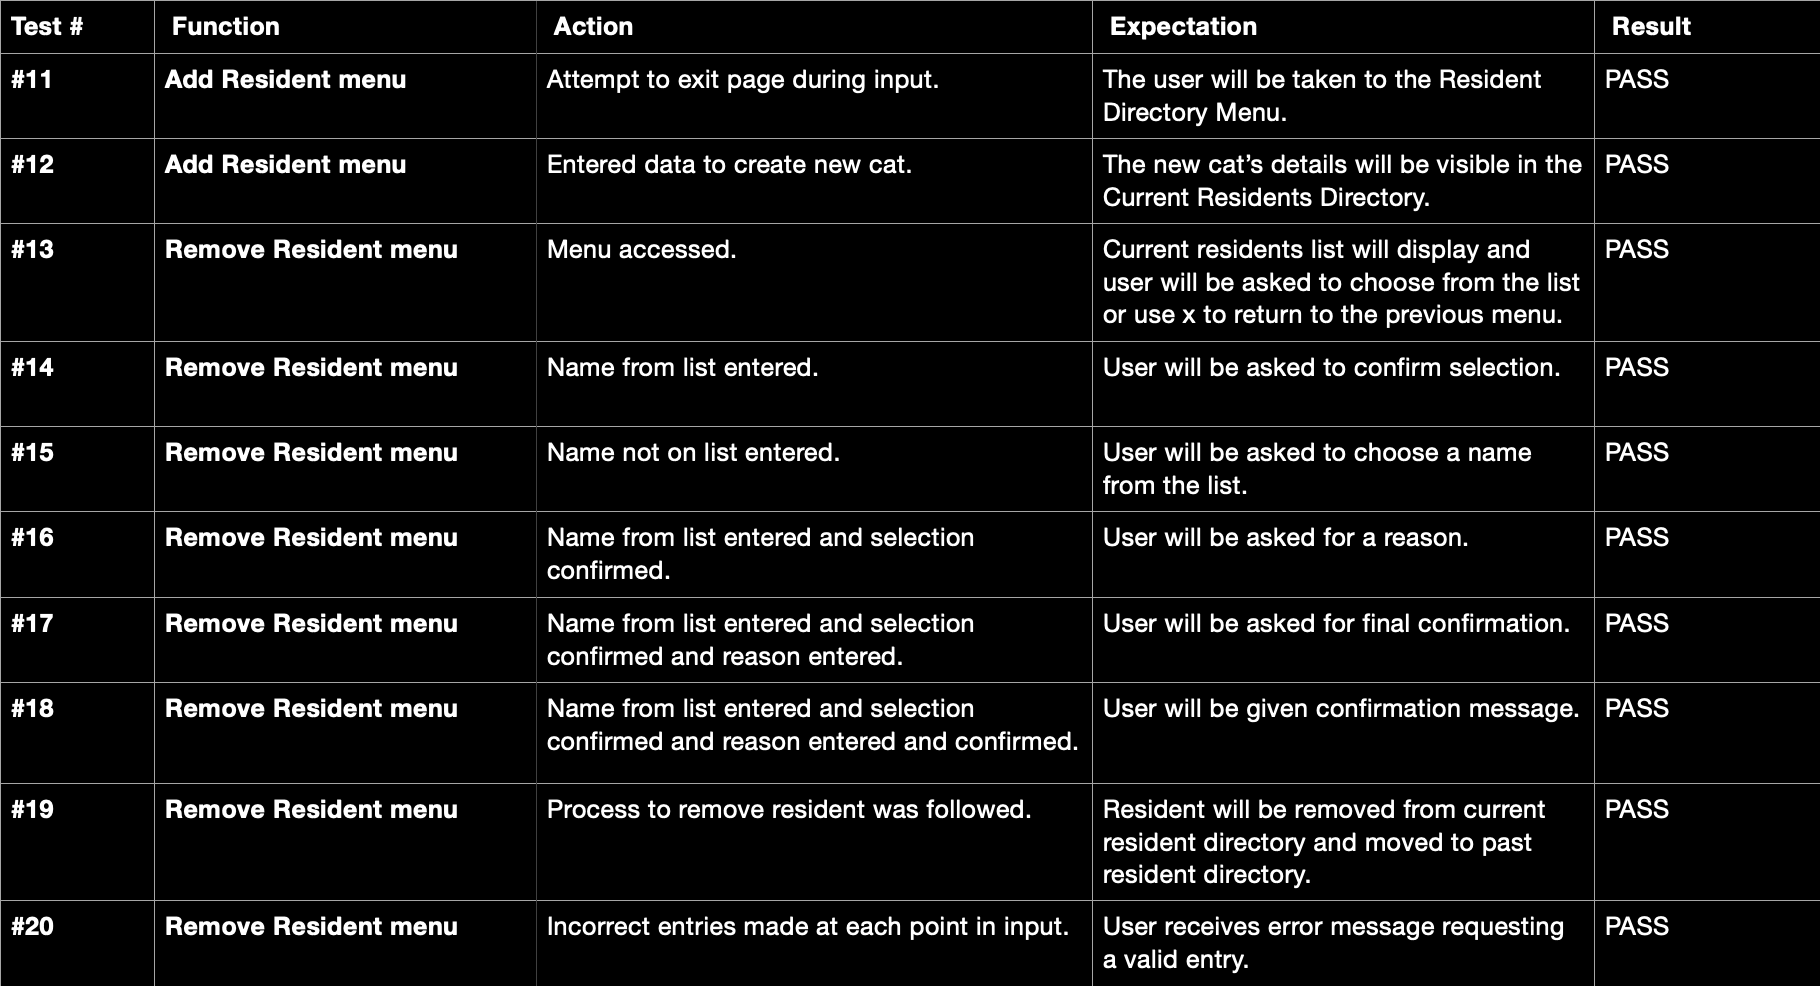 Test # Function Action Expectation Result
#11 Add Resident menu Attempt to exit page during input. The user will be taken to the Resident PASS
Directory Menu.
#12 Add Resident menu Entered data to create new cat. The new cat’s details will be visible in the PASS
Current Residents Directory.
#13 Remove Resident menu Menu accessed. Current residents list will display and PASS
user will be asked to choose from the list
or use x to return to the previous menu.
#14 Remove Resident menu Name from list entered. User will be asked to confirm selection. PASS
#15 Remove Resident menu Name not on list entered. User will be asked to choose a name PASS
from the list.
#16 Remove Resident menu Name from list entered and selection User will be asked for a reason. PASS
confirmed.
#17 Remove Resident menu Name from list entered and selection User will be asked for final confirmation. PASS
confirmed and reason entered.
#18 Remove Resident menu Name from list entered and selection User will be given confirmation message. PASS
confirmed and reason entered and confirmed.
#19 Remove Resident menu Process to remove resident was followed. Resident will be removed from current PASS
resident directory and moved to past
resident directory.
#20 Remove Resident menu Incorrect entries made at each point in input. User receives error message requesting PASS
a valid entry.